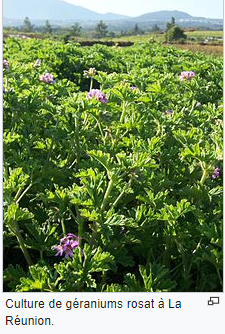 Culture de géraniums rosat à La
Réunion.